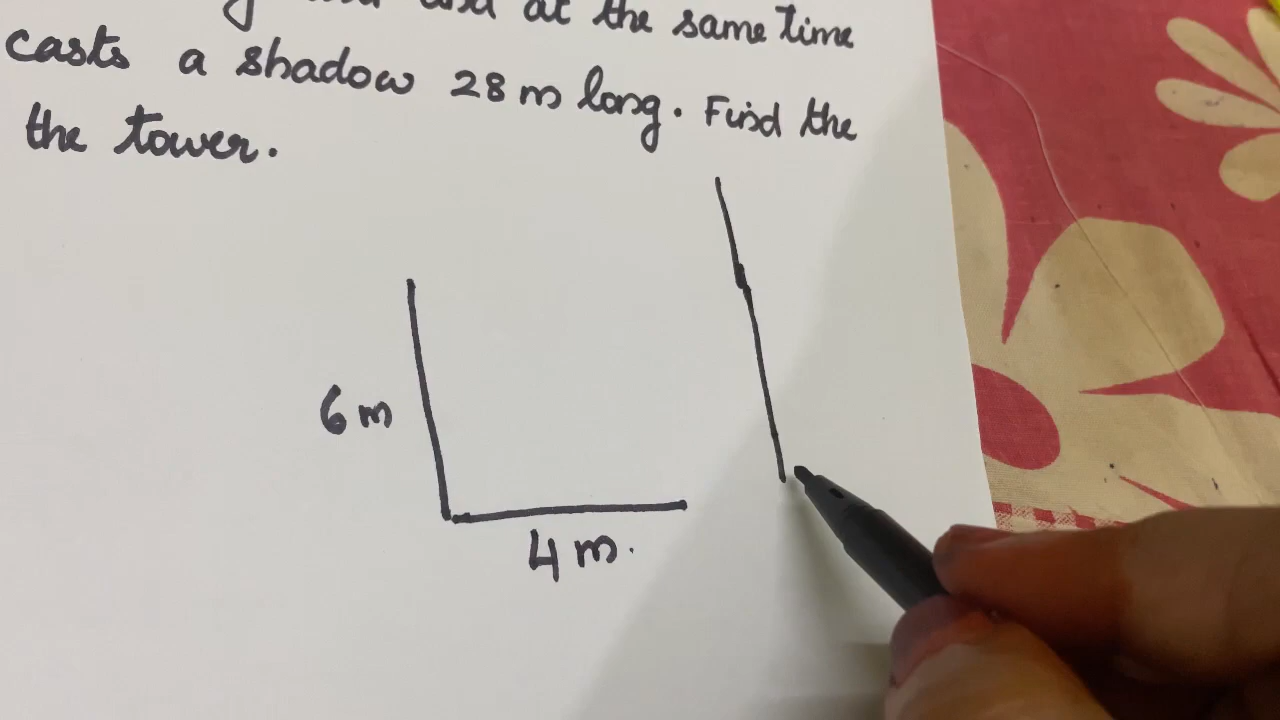 at the same time
casts a shadow 28 m long. Find the
the tower.
6 m
4 m.